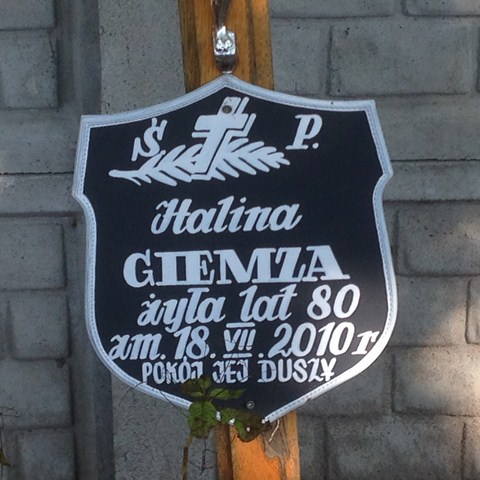 Ś P.
Halina
GIEMZA
żyła lat 80
zm. 18. VII. 2010 r
POKÓJ JEJ DUSZY